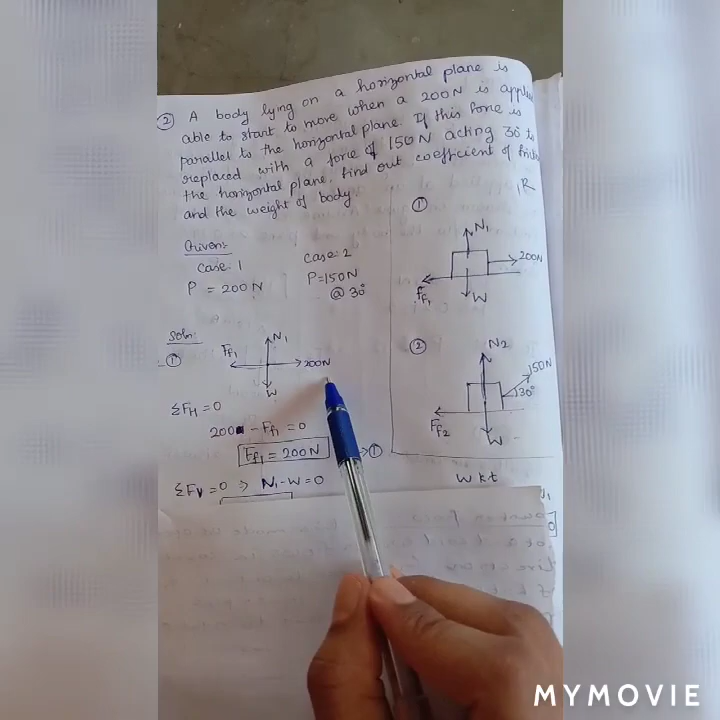 ② A body lying on a horizontal plane is
able to start to move when a 200N is
parallel to the horizontal plane. If this force is
replaced with a force of 150N acting 30° to
the horizontal plane, find out coefficient of
and the weight of body
R
Given:-
Case: 1
P = 200N
Case: 2
P=150N
@ 30°
①
N1
200N
FF1
W
②
N2
150N
30°
FF2
W
Soln:
①
N1
Ff1
200N
W
ΣFH = 0
200 - Ff1 = 0
Ff1 = 200N → ①
ΣFV = 0 ⇒ N1 - W = 0
W k t
MYMOVIE